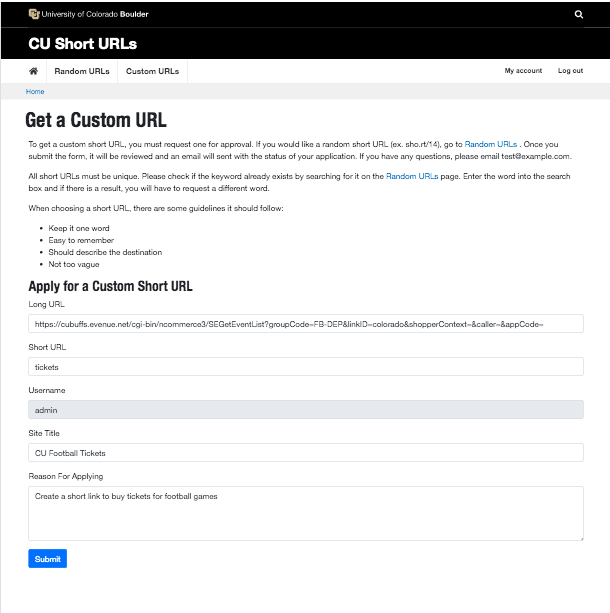 University of Colorado Boulder
CU Short URLs
Random URLs Custom URLs My account Log out
Home
Get a Custom URL
To get a custom short URL, you must request one for approval. If you would like a random short URL (ex. sho.rt/14), go to Random URLs . Once you
submit the form, it will be reviewed and an email will sent with the status of your application. If you have any questions, please email test@example.com.
All short URLs must be unique. Please check if the keyword already exists by searching for it on the Random URLs page. Enter the word into the search
box and if there is a result, you will have to request a different word.
When choosing a short URL, there are some guidelines it should follow:
• Keep it one word
• Easy to remember
• Should describe the destination
• Not too vague
Apply for a Custom Short URL
Long URL
https://cubuffs.evenue.net/cgi-bin/ncommerce3/SEGetEventList?groupCode=FB-DEP&linkID=colorado&shopperContext=&caller=&appCode=
Short URL
tickets
Username
admin
Site Title
CU Football Tickets
Reason For Applying
Create a short link to buy tickets for football games
Submit